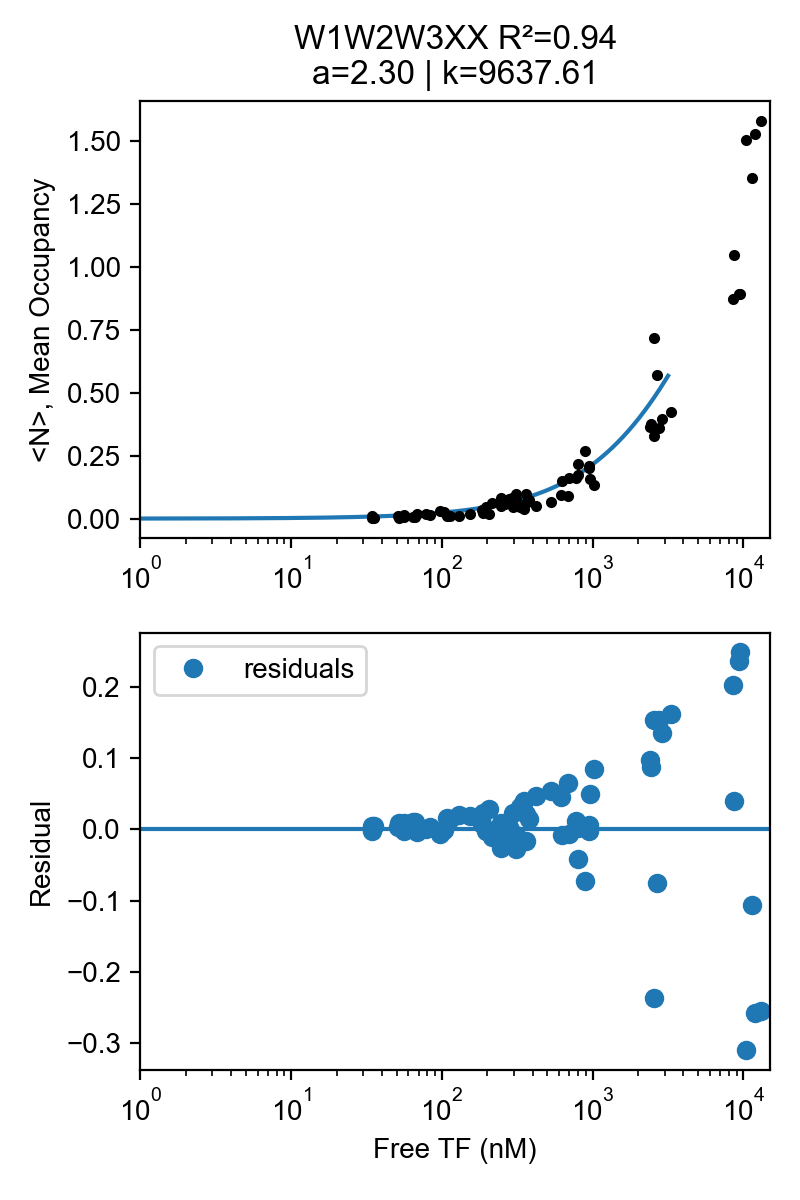 W1W2W3XX R²=0.94
a=2.30 | k=9637.61
<N>, Mean Occupancy
1.50
1.25
1.00
0.75
0.50
0.25
0.00
10⁰ 10¹ 10² 10³ 10⁴
residuals
Residual
0.2
0.1
0.0
−0.1
−0.2
−0.3
10⁰ 10¹ 10² 10³ 10⁴
Free TF (nM)